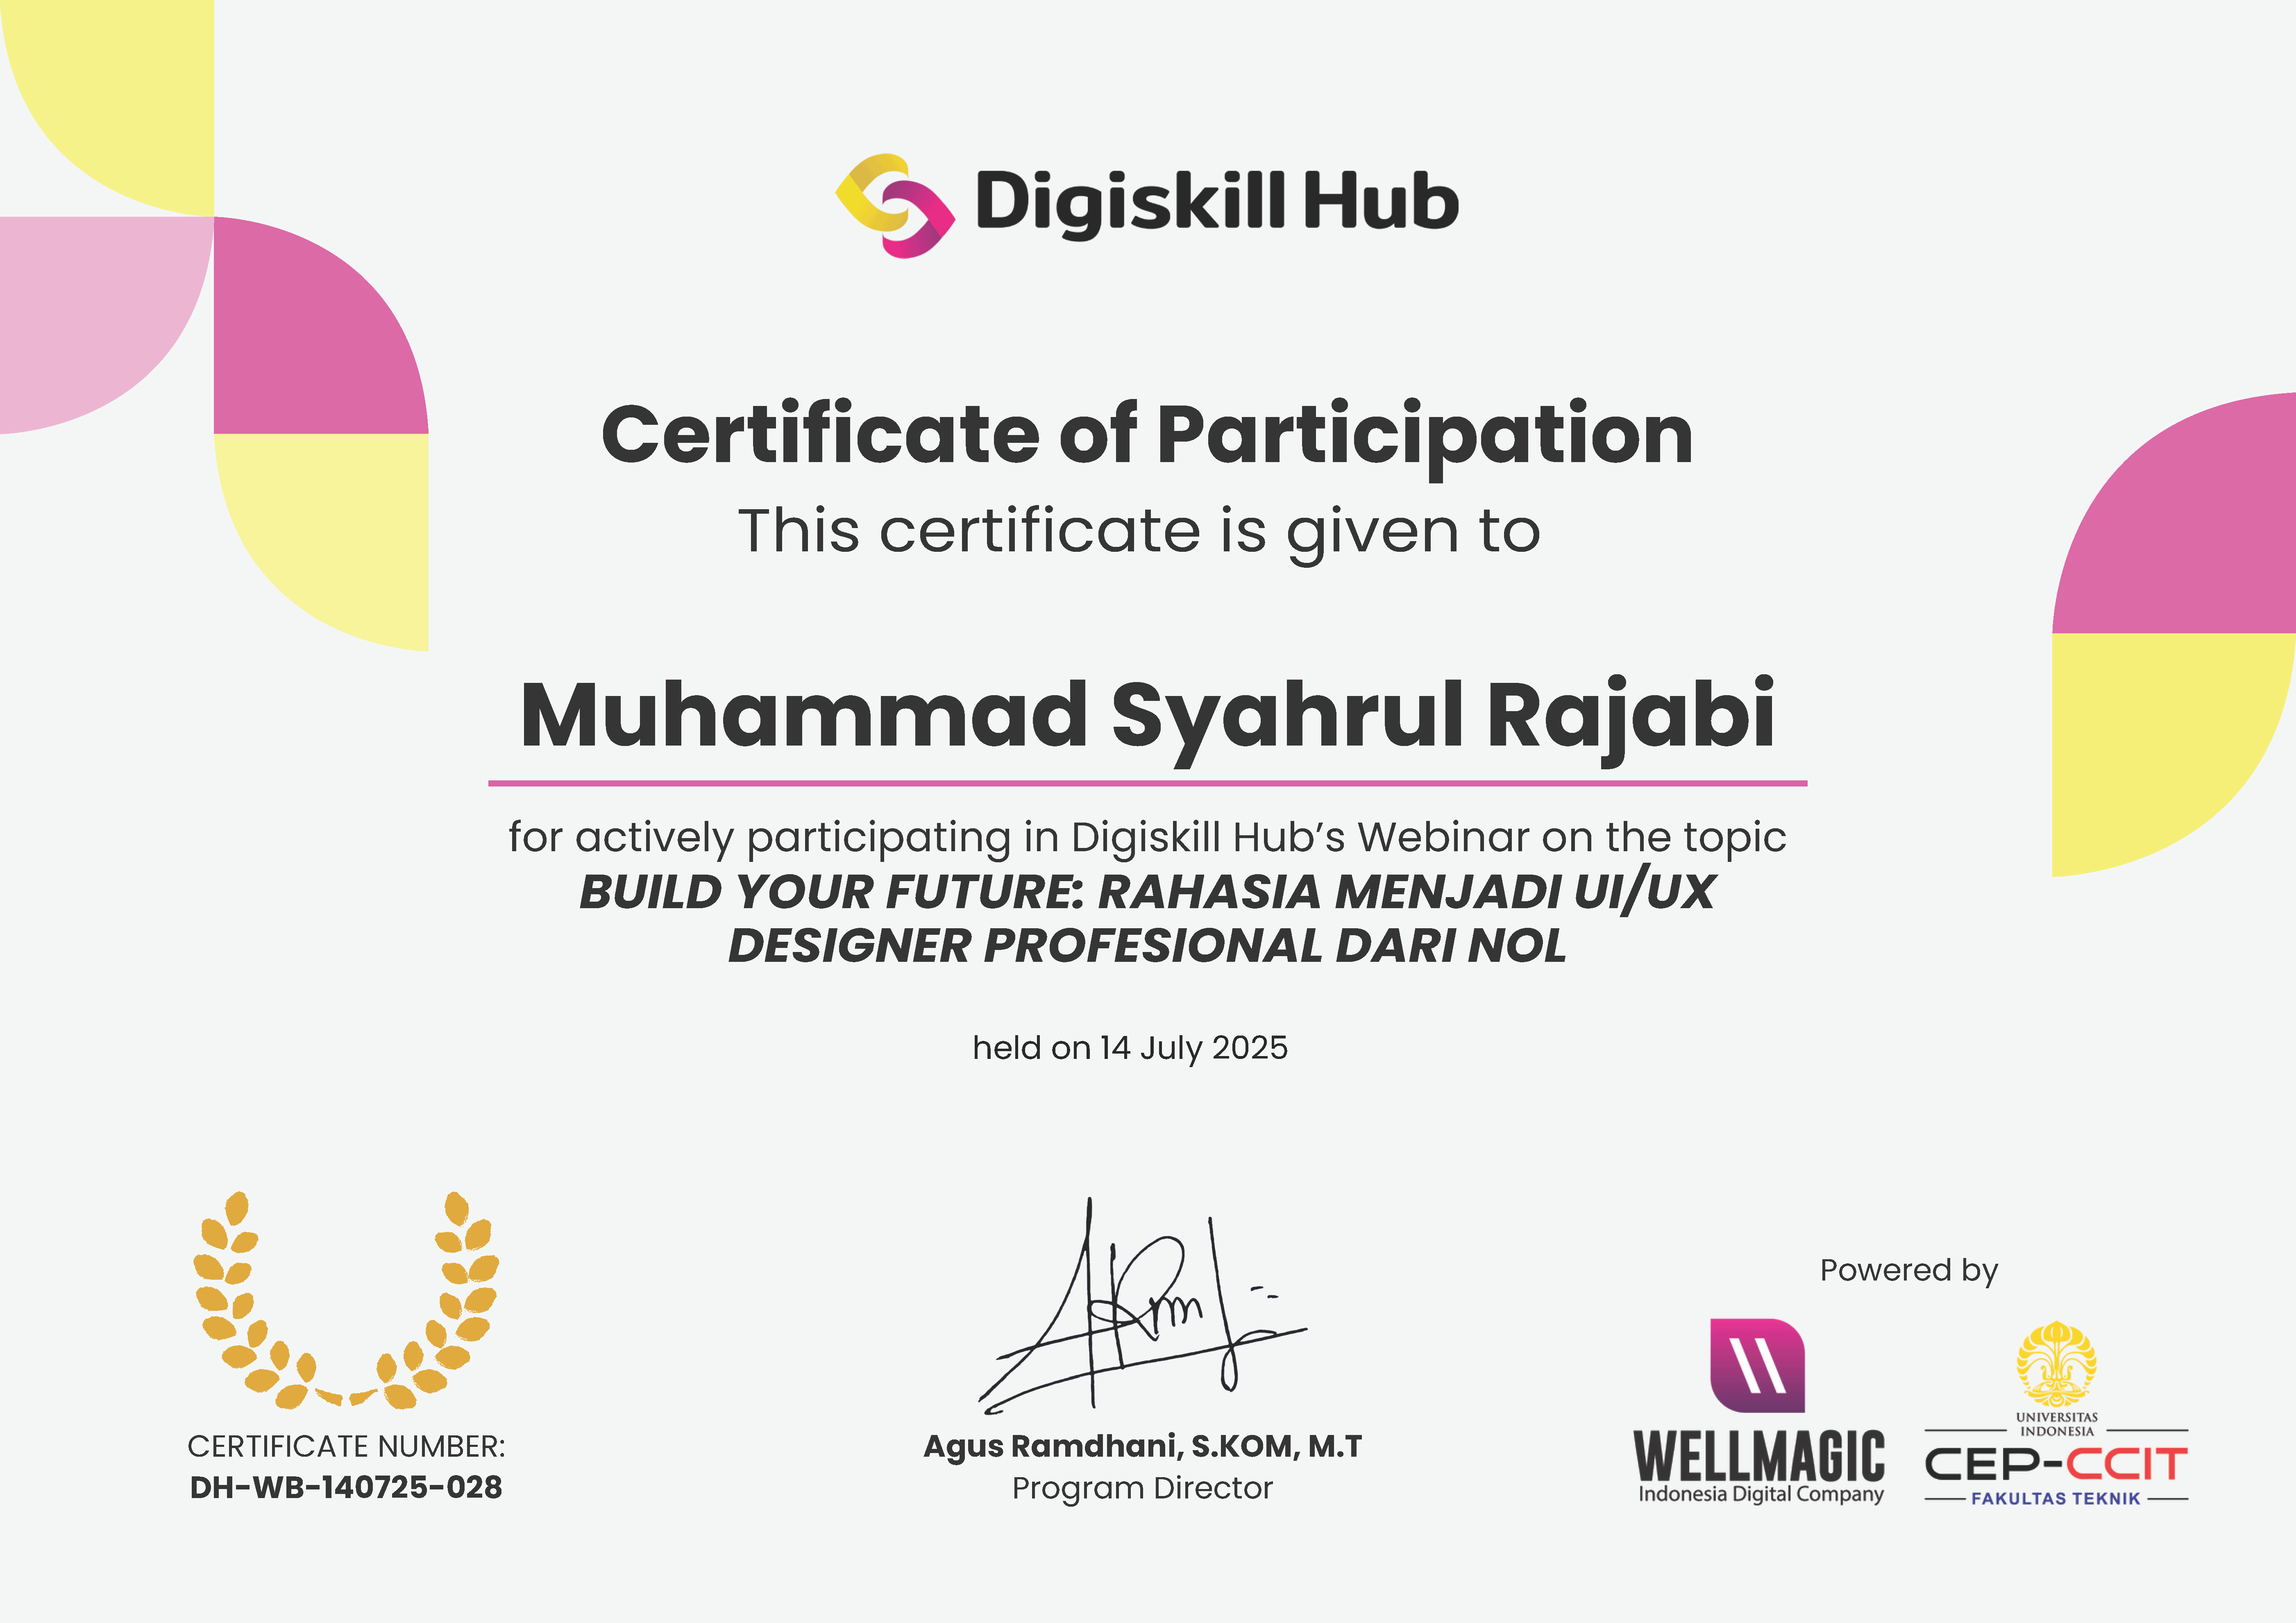 Digiskill Hub
Certificate of Participation
This certificate is given to
Muhammad Syahrul Rajabi
for actively participating in Digiskill Hub’s Webinar on the topic
BUILD YOUR FUTURE: RAHASIA MENJADI UI/UX
DESIGNER PROFESIONAL DARI NOL
held on 14 July 2025
CERTIFICATE NUMBER:
DH-WB-140725-028
Agus Ramdhani, S.KOM, M.T
Program Director
Powered by
WELLMAGIC
Indonesia Digital Company
UNIVERSITAS
INDONESIA
CEP-CCIT
FAKULTAS TEKNIK